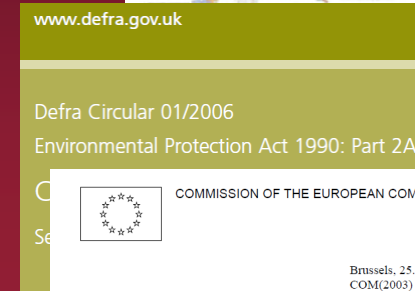 www.defra.gov.uk
Defra Circular 01/2006
Environmental Protection Act 1990: Part 2A
C
Se
COMMISSION OF THE EUROPEAN COM
Brussels, 25.
COM(2003)